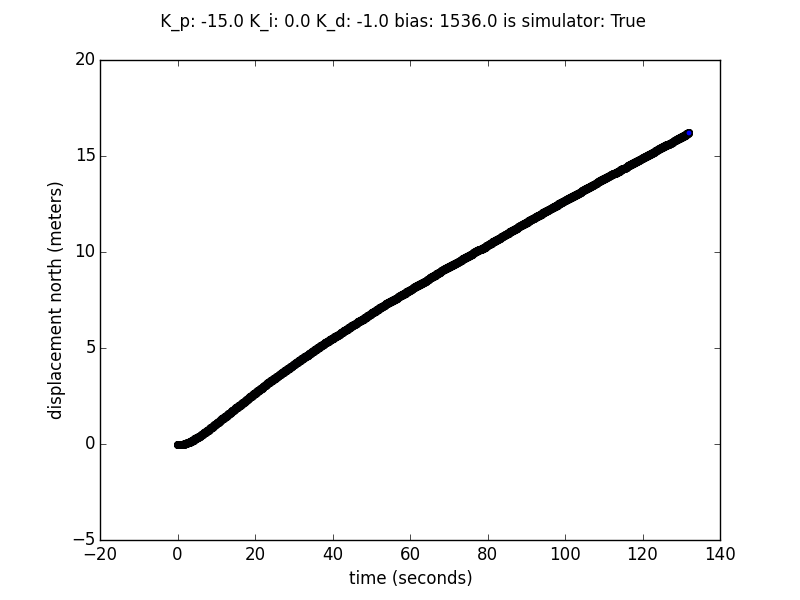 K_p: -15.0 K_i: 0.0 K_d: -1.0 bias: 1536.0 is simulator: True
20
15
10
5
0
−5
displacement north (meters)
−20 0 20 40 60 80 100 120 140
time (seconds)